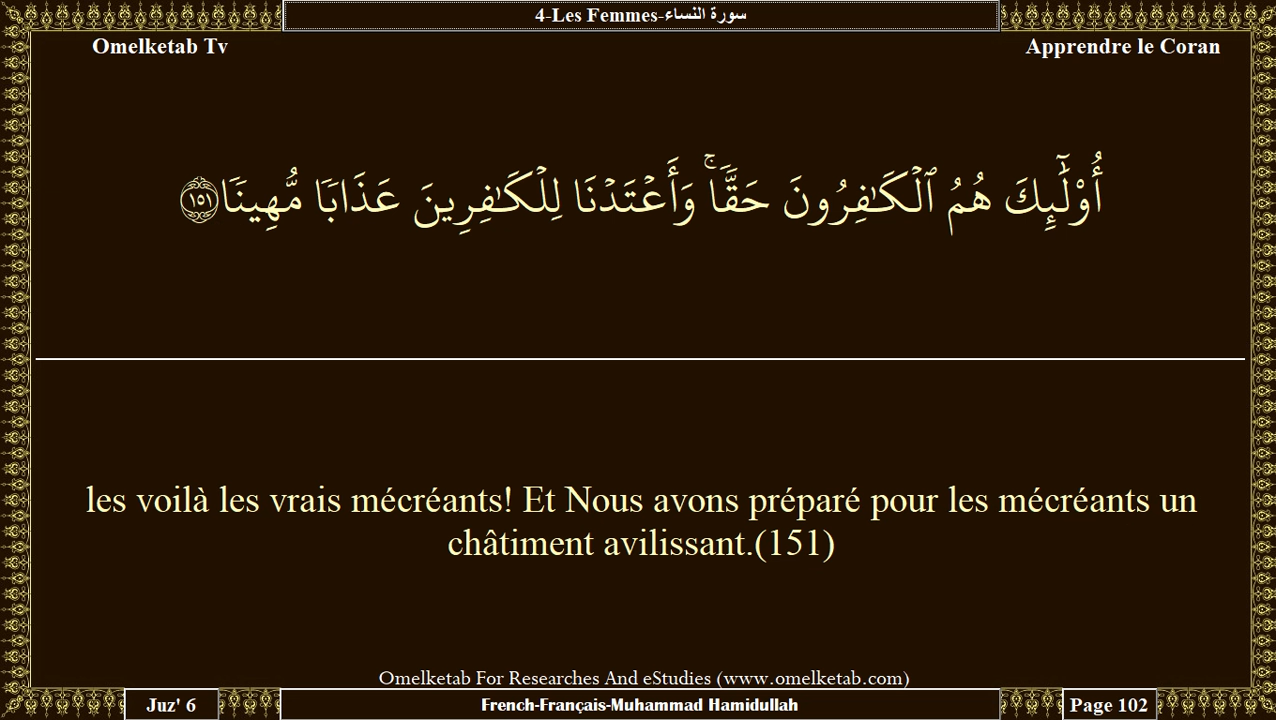 4-Les Femmes-سورة النساء
Omelketab Tv
Apprendre le Coran
أُوْلَٰٓئِكَ هُمُ ٱلۡكَٰفِرُونَ حَقّٗاۚ وَأَعۡتَدۡنَا لِلۡكَٰفِرِينَ عَذَابٗا مُّهِينٗا ١٥١
les voilà les vrais mécréants! Et Nous avons préparé pour les mécréants un
châtiment avilissant.(151)
Omelketab For Researches And eStudies (www.omelketab.com)
Juz' 6
French-Français-Muhammad Hamidullah
Page 102